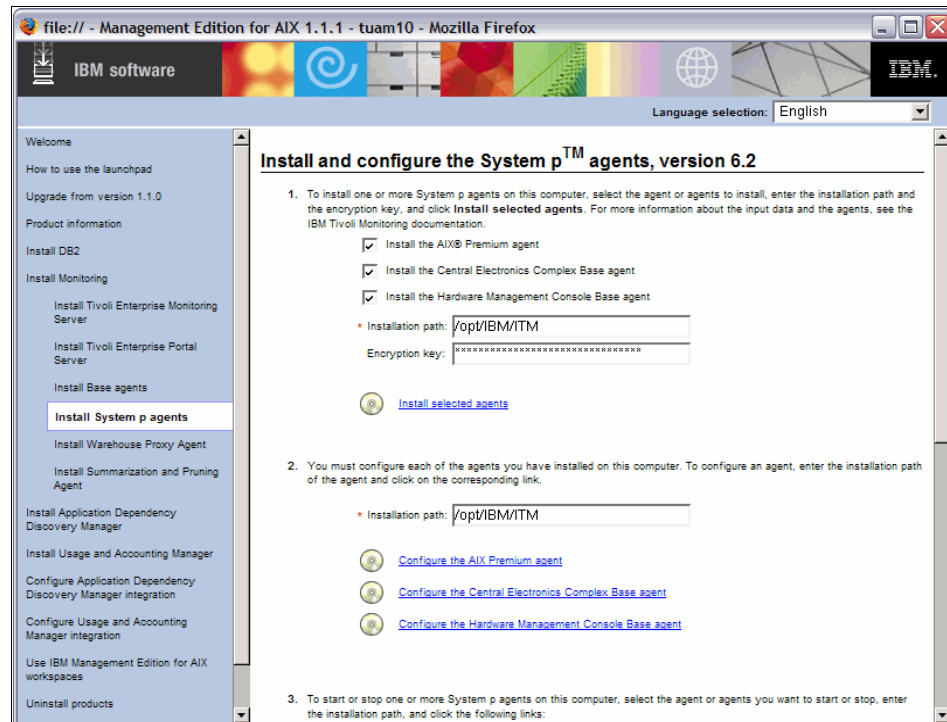 file:// - Management Edition for AIX 1.1.1 - tuam10 - Mozilla Firefox
IBM software
IBM.
Language selection: English
Welcome
How to use the launchpad
Upgrade from version 1.1.0
Product information
Install DB2
Install Monitoring
Install Tivoli Enterprise Monitoring
Server
Install Tivoli Enterprise Portal
Server
Install Base agents
Install System p agents
Install Warehouse Proxy Agent
Install Summarization and Pruning
Agent
Install Application Dependency
Discovery Manager
Install Usage and Accounting Manager
Configure Application Dependency
Discovery Manager integration
Configure Usage and Accounting
Manager integration
Use IBM Management Edition for AIX
workspaces
Uninstall products
Install and configure the System p™ agents, version 6.2
1. To install one or more System p agents on this computer, select the agent or agents to install, enter the installation path and
the encryption key, and click Install selected agents. For more information about the input data and the agents, see the
IBM Tivoli Monitoring documentation.
Install the AIX® Premium agent
Install the Central Electronics Complex Base agent
Install the Hardware Management Console Base agent
* Installation path: /opt/IBM/ITM
Encryption key: ********************************
Install selected agents
2. You must configure each of the agents you have installed on this computer. To configure an agent, enter the installation path
of the agent and click on the corresponding link.
* Installation path: /opt/IBM/ITM
Configure the AIX Premium agent
Configure the Central Electronics Complex Base agent
Configure the Hardware Management Console Base agent
3. To start or stop one or more System p agents on this computer, select the agent or agents you want to start or stop, enter
the installation path, and click the following links: